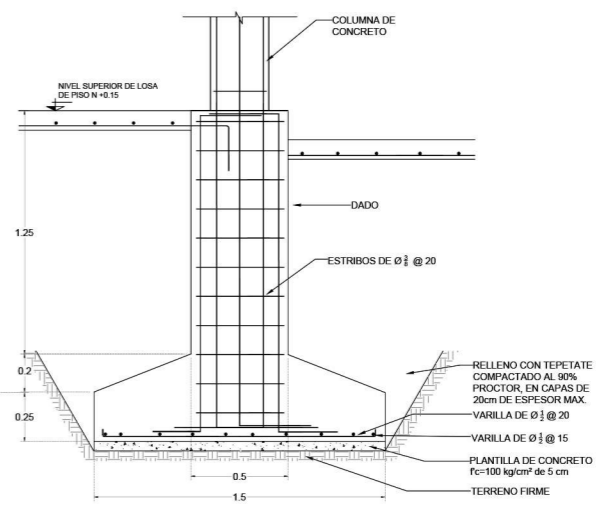 COLUMNA DE
CONCRETO
NIVEL SUPERIOR DE LOSA
DE PISO N +0.15
DADO
1.25
ESTRIBOS DE Ø 3/8 @ 20
0.2
RELLENO CON TEPETATE
COMPACTADO AL 90%
PROCTOR, EN CAPAS DE
20cm DE ESPESOR MAX.
0.25
VARILLA DE Ø 1/2 @ 20
VARILLA DE Ø 1/2 @ 15
PLANTILLA DE CONCRETO
f'c=100 kg/cm² de 5 cm
0.5
TERRENO FIRME
1.5